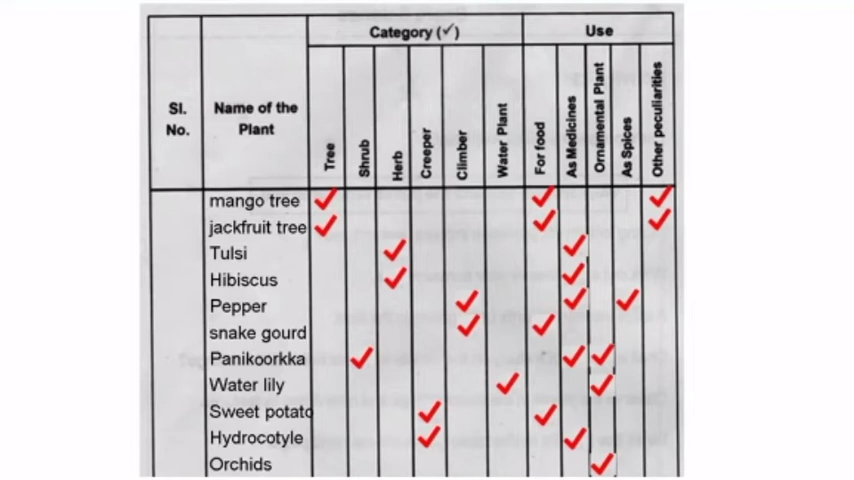 Category (✓) Use
Sl. No.
Name of the Plant
Tree
Shrub
Herb
Creeper
Climber
Water Plant
For food
As Medicines
Ornamental Plant
As Spices
Other peculiarities
mango tree ✓ ✓ ✓
jackfruit tree ✓ ✓ ✓
Tulsi ✓ ✓
Hibiscus ✓ ✓
Pepper ✓ ✓ ✓
snake gourd ✓ ✓
Panikoorkka ✓ ✓ ✓
Water lily ✓ ✓
Sweet potato ✓ ✓
Hydrocotyle ✓ ✓
Orchids ✓